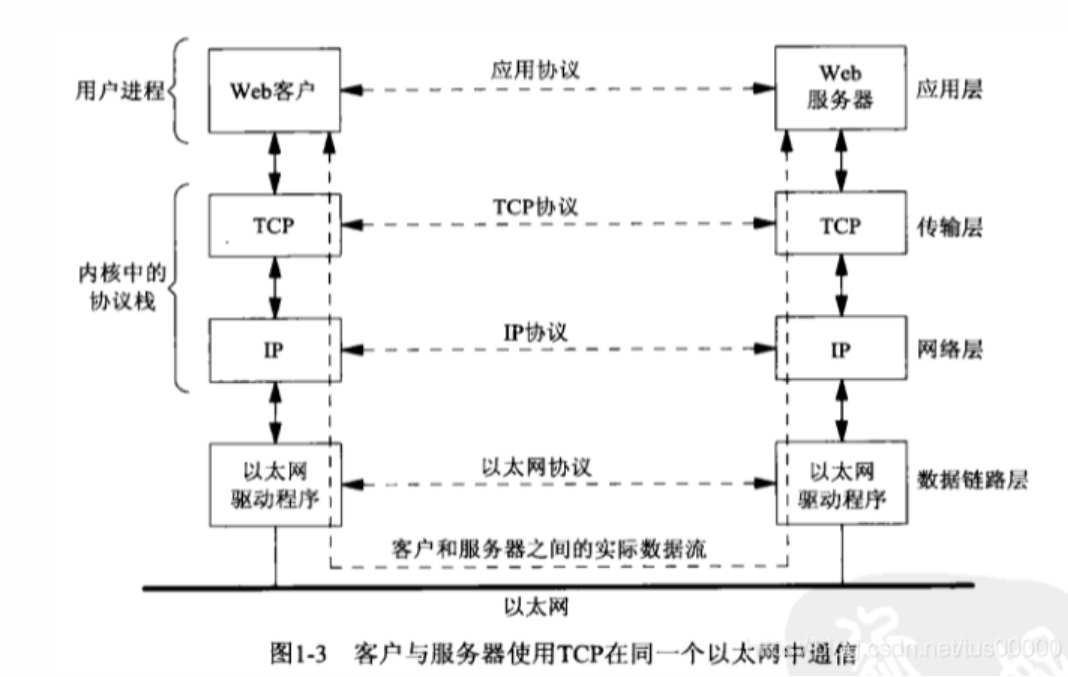 用户进程
Web客户
应用协议
Web
服务器
应用层
TCP
TCP协议
TCP
传输层
内核中的
协议栈
IP
IP协议
IP
网络层
以太网
驱动程序
以太网协议
以太网
驱动程序
数据链路层
客户和服务器之间的实际数据流
以太网
图1-3 客户与服务器使用TCP在同一个以太网中通信
csdn.net/tus00000